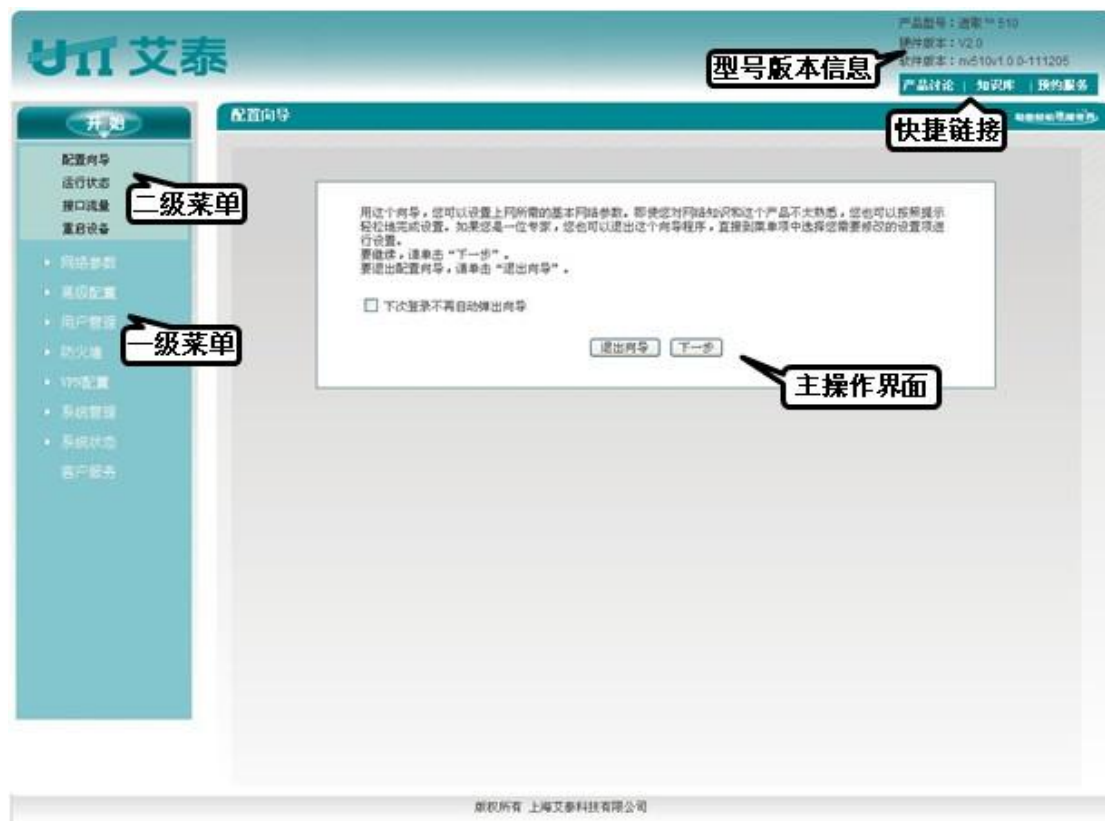 UTT 艾泰
产品型号：进取™ 510
硬件版本：V2.0
软件版本：nv510v1.0.0-111205
型号版本信息
产品讨论 | 知识库 | 预约服务
快捷链接
开始
配置向导
运行状态
接口流量
重启设备
二级菜单
网络参数
高级配置
用户管理
防火墙
VPN配置
系统管理
系统状态
客户服务
一级菜单
配置向导
用这个向导，您可以设置上网所需的基本网络参数。即使您对网络知识和这个产品不太熟悉，您也可以按照提示
轻松地完成设置。如果您是一位专家，您也可以退出这个向导程序，直接到菜单项中选择您需要修改的设置项进
行设置。
要继续，请单击“下一步”。
要退出配置向导，请单击“退出向导”。
下次登录不再自动弹出向导
退出向导 下一步
主操作界面
版权所有 上海艾泰科技有限公司